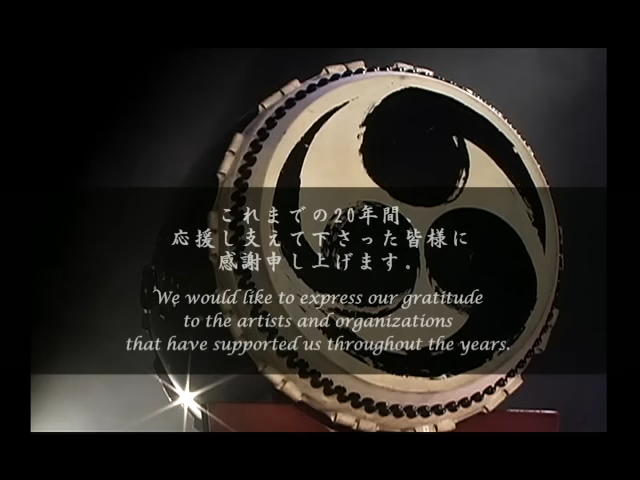 これまでの20年間、
応援し支えて下さった皆様に
感謝申し上げます。
We would like to express our gratitude
to the artists and organizations
that have supported us throughout the years.